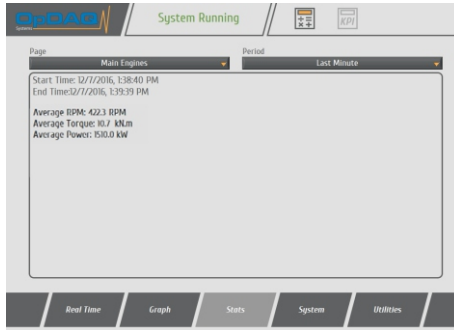 OpDAQ
Systems
System Running
KPI
Page
Period
Main Engines
Last Minute
Start Time: 12/7/2016, 1:38:40 PM
End Time:12/7/2016, 1:39:39 PM
Average RPM: 422.3 RPM
Average Torque: 10.7 kN.m
Average Power: 1510.0 kW
Real Time
Graph
Stats
System
Utilities